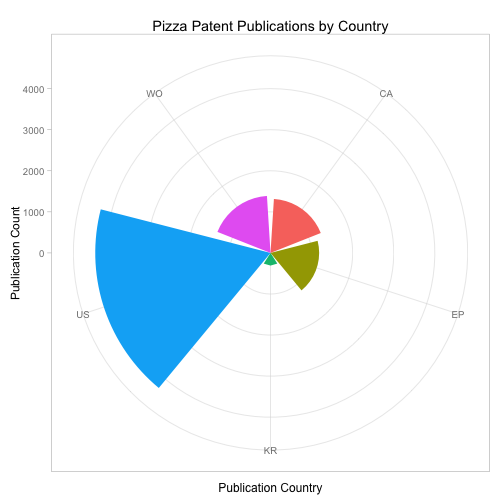 Pizza Patent Publications by Country
WO
CA
4000
3000
2000
1000
0
Publication Count
US
EP
KR
Publication Country